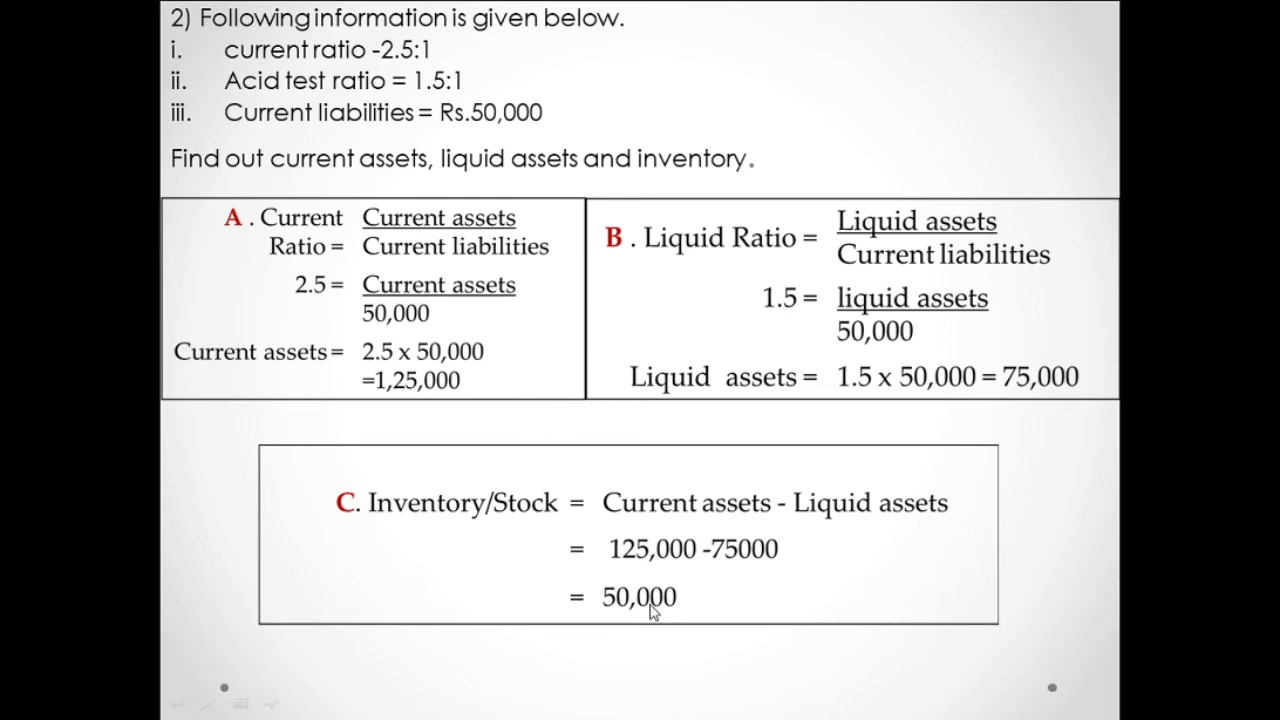 2) Following information is given below.
i. current ratio -2.5:1
ii. Acid test ratio = 1.5:1
iii. Current liabilities = Rs.50,000
Find out current assets, liquid assets and inventory.
A . Current Current assets
Ratio = Current liabilities
2.5 = Current assets
50,000
Current assets = 2.5 x 50,000
=1,25,000
B . Liquid Ratio = Liquid assets
Current liabilities
1.5 = liquid assets
50,000
Liquid assets = 1.5 x 50,000 = 75,000
C. Inventory/Stock = Current assets - Liquid assets
= 125,000 -75000
= 50,000